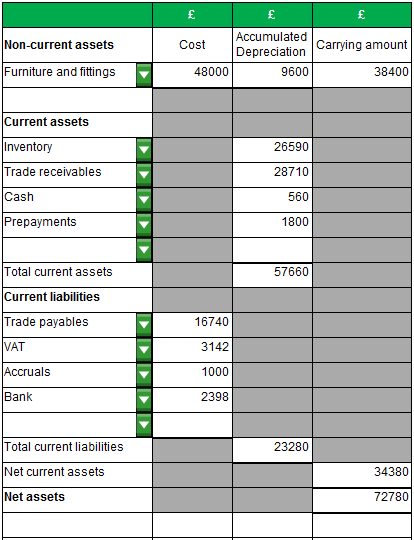 £ £ £
Non-current assets Cost Accumulated Depreciation Carrying amount
Furniture and fittings 48000 9600 38400
Current assets
Inventory 26590
Trade receivables 28710
Cash 560
Prepayments 1800
Total current assets 57660
Current liabilities
Trade payables 16740
VAT 3142
Accruals 1000
Bank 2398
Total current liabilities 23280
Net current assets 34380
Net assets 72780